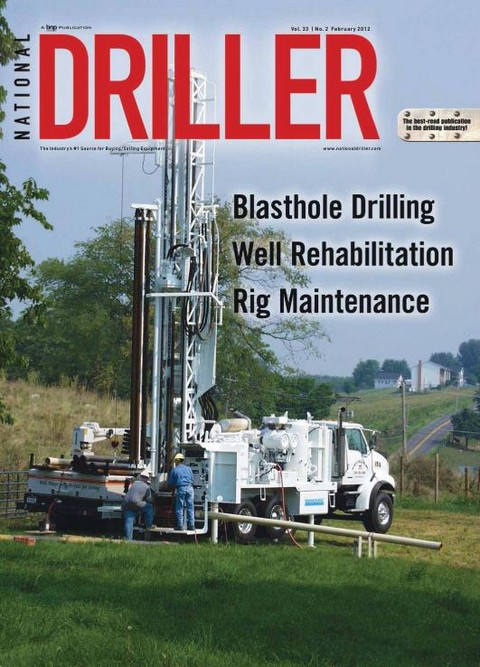 A bnp PUBLICATION
Vol. 33 | No. 2 February 2012
NATIONAL
DRILLER
The best-read publication
in the drilling industry!
The Industry's #1 Source for Buying/Selling Equipment
www.nationaldriller.com
Blasthole Drilling
Well Rehabilitation
Rig Maintenance